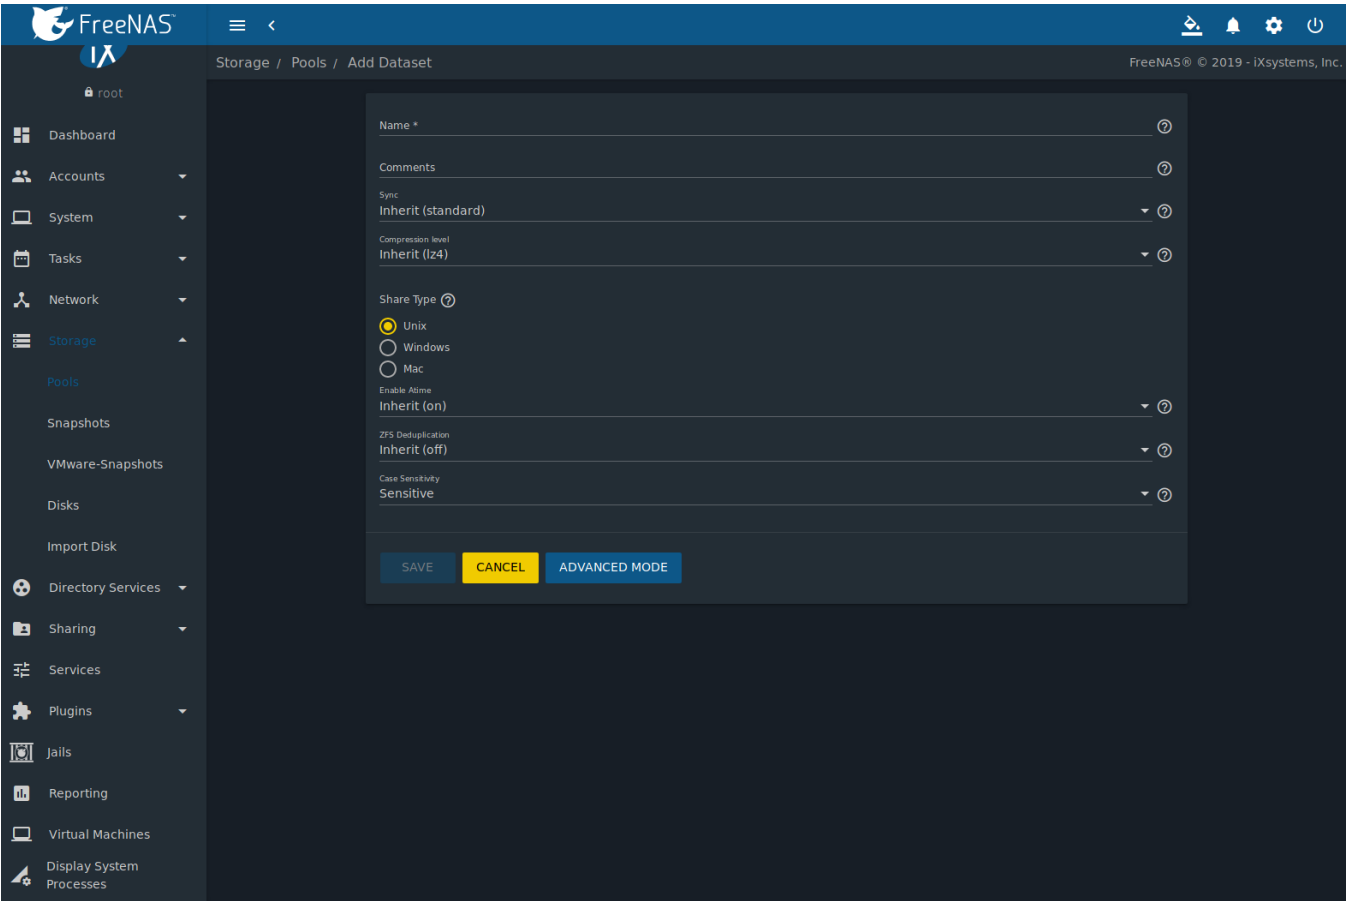 FreeNAS™
Storage / Pools / Add Dataset
FreeNAS® © 2019 - iXsystems, Inc.
root
Dashboard
Accounts
System
Tasks
Network
Storage
Pools
Snapshots
VMware-Snapshots
Disks
Import Disk
Directory Services
Sharing
Services
Plugins
Jails
Reporting
Virtual Machines
Display System
Processes
Name *
Comments
Sync
Inherit (standard)
Compression level
Inherit (lz4)
Share Type
Unix
Windows
Mac
Enable Atime
Inherit (on)
ZFS Deduplication
Inherit (off)
Case Sensitivity
Sensitive
SAVE CANCEL ADVANCED MODE